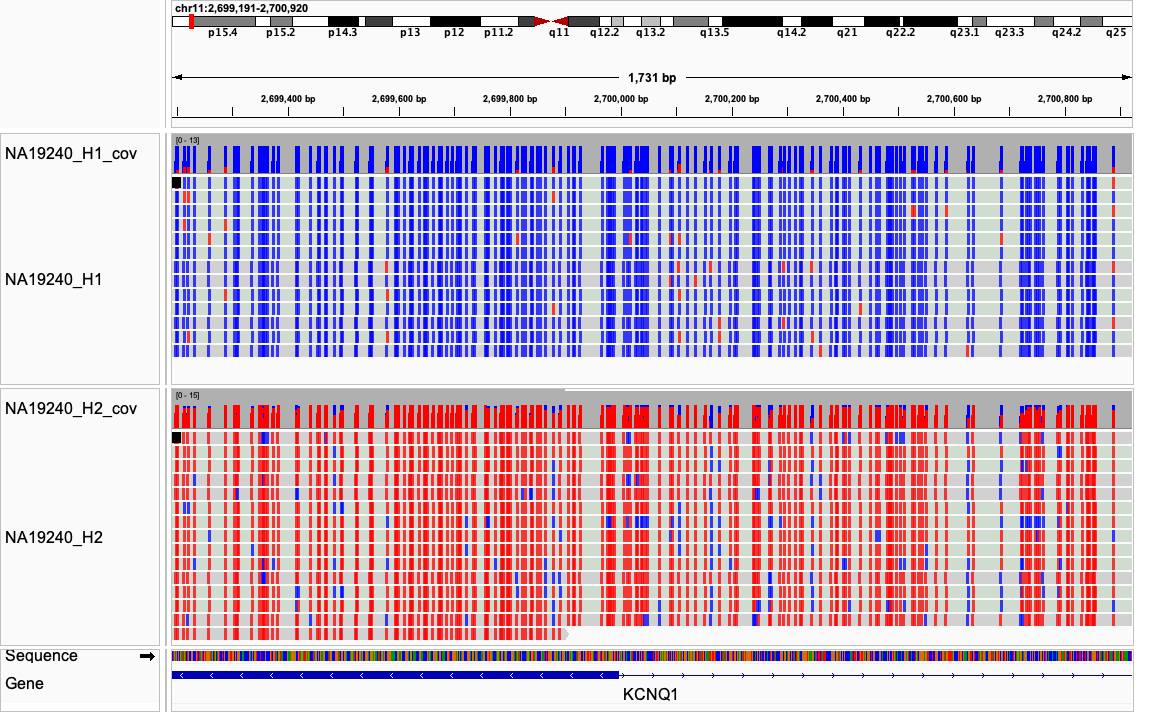 chr11:2,699,191-2,700,920
p15.4 p15.2 p14.3 p13 p12 p11.2 q11 q12.2 q13.2 q13.5 q14.2 q21 q22.2 q23.1 q23.3 q24.2 q25
1,731 bp
2,699,400 bp 2,699,600 bp 2,699,800 bp 2,700,000 bp 2,700,200 bp 2,700,400 bp 2,700,600 bp 2,700,800 bp
[0 - 13]
NA19240_H1_cov
NA19240_H1
[0 - 15]
NA19240_H2_cov
NA19240_H2
Sequence
Gene
KCNQ1